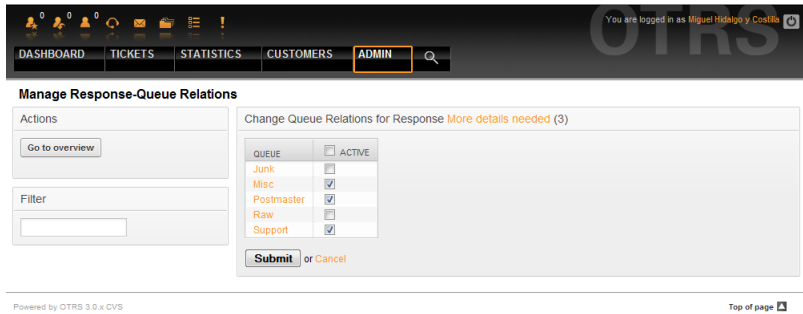 0 0 0
You are logged in as Miguel Hidalgo y Costilla
OTRS
DASHBOARD TICKETS STATISTICS CUSTOMERS ADMIN
Manage Response-Queue Relations
Actions
Go to overview
Filter
Change Queue Relations for Response More details needed (3)
QUEUE ACTIVE
Junk
Misc
Postmaster
Raw
Support
Submit or Cancel
Powered by OTRS 3.0.x CVS
Top of page